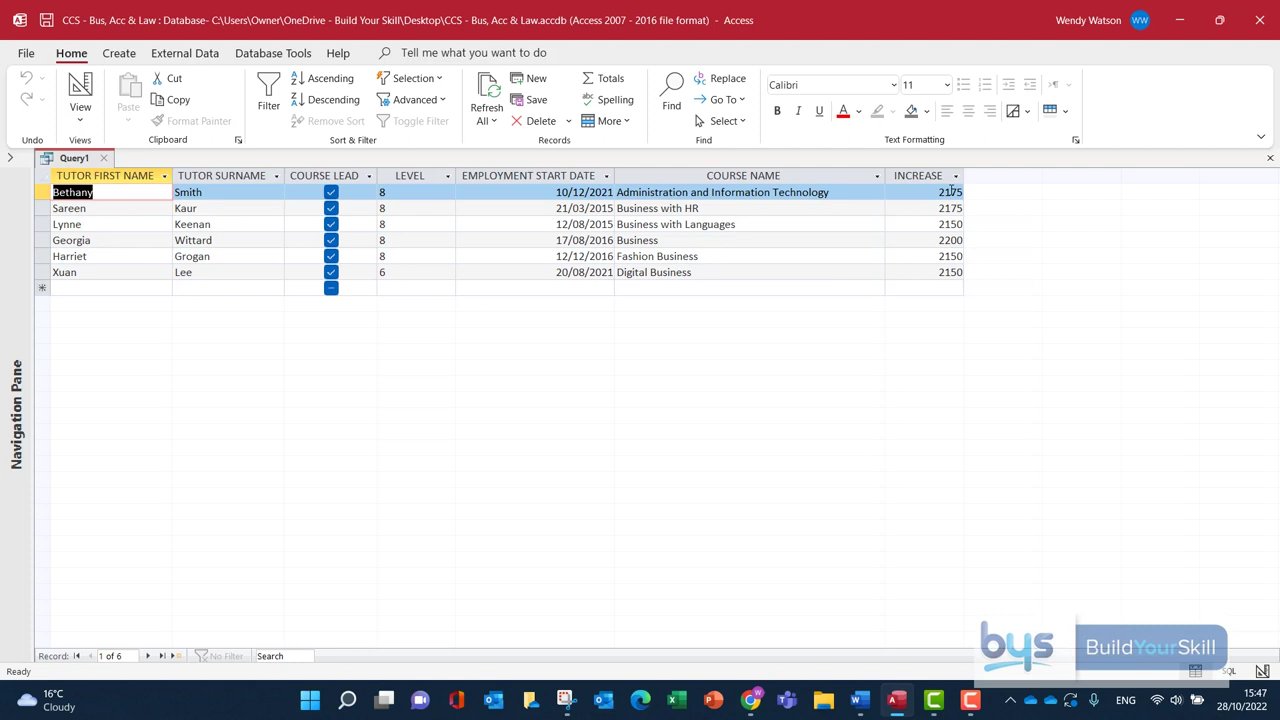 CCS - Bus, Acc & Law : Database- C:\Users\Owner\OneDrive - Build Your Skill\Desktop\CCS - Bus, Acc & Law.accdb (Access 2007 - 2016 file format) - Access
Wendy Watson
WW
File Home Create External Data Database Tools Help Tell me what you want to do
Cut Ascending Selection New Totals Replace Calibri 11
View Paste Copy Filter Descending Advanced Refresh All Save Spelling Find Go To
Format Painter Remove Sort Toggle Filter Delete More Select B I U A
Undo Views Clipboard Sort & Filter Records Find Text Formatting
Query1
TUTOR FIRST NAME TUTOR SURNAME COURSE LEAD LEVEL EMPLOYMENT START DATE COURSE NAME INCREASE
Bethany Smith 8 10/12/2021 Administration and Information Technology 2175
Sareen Kaur 8 21/03/2015 Business with HR 2175
Lynne Keenan 8 12/08/2015 Business with Languages 2150
Georgia Wittard 8 17/08/2016 Business 2200
Harriet Grogan 8 12/12/2016 Fashion Business 2150
Xuan Lee 6 20/08/2021 Digital Business 2150
Navigation Pane
bys BuildYourSkill
Record: 1 of 6 No Filter Search
Ready SQL
16°C
Cloudy
ENG
15:47
28/10/2022